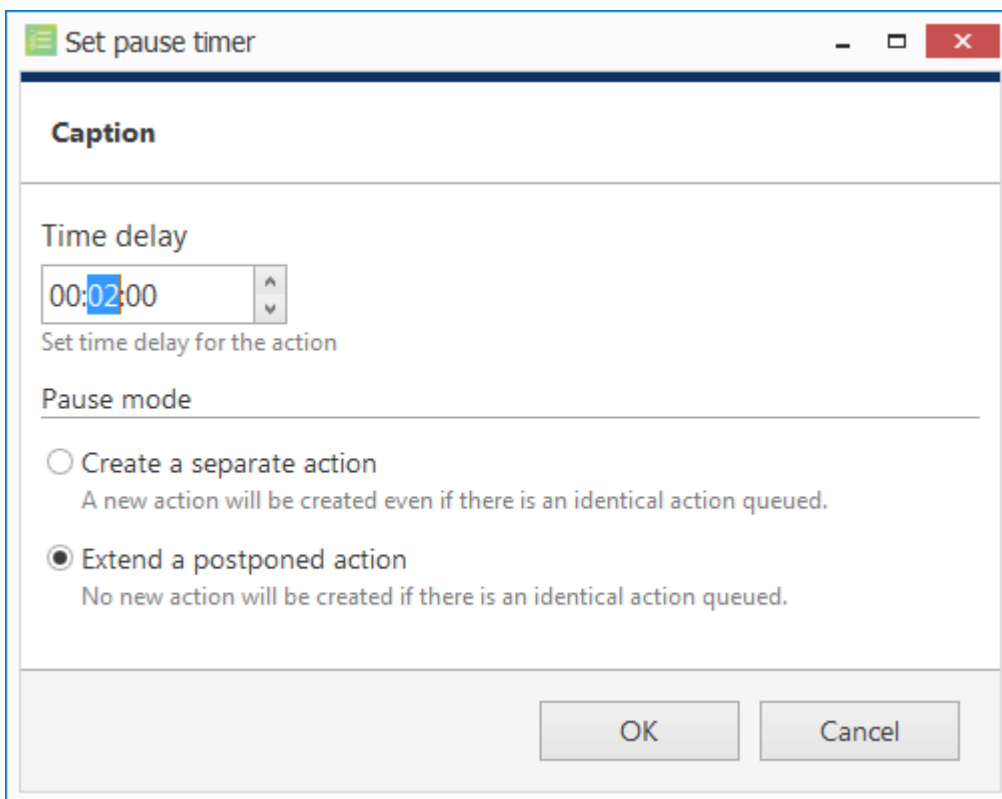 Set pause timer
Caption
Time delay
00:02:00
Set time delay for the action
Pause mode
Create a separate action
A new action will be created even if there is an identical action queued.
Extend a postponed action
No new action will be created if there is an identical action queued.
OK Cancel